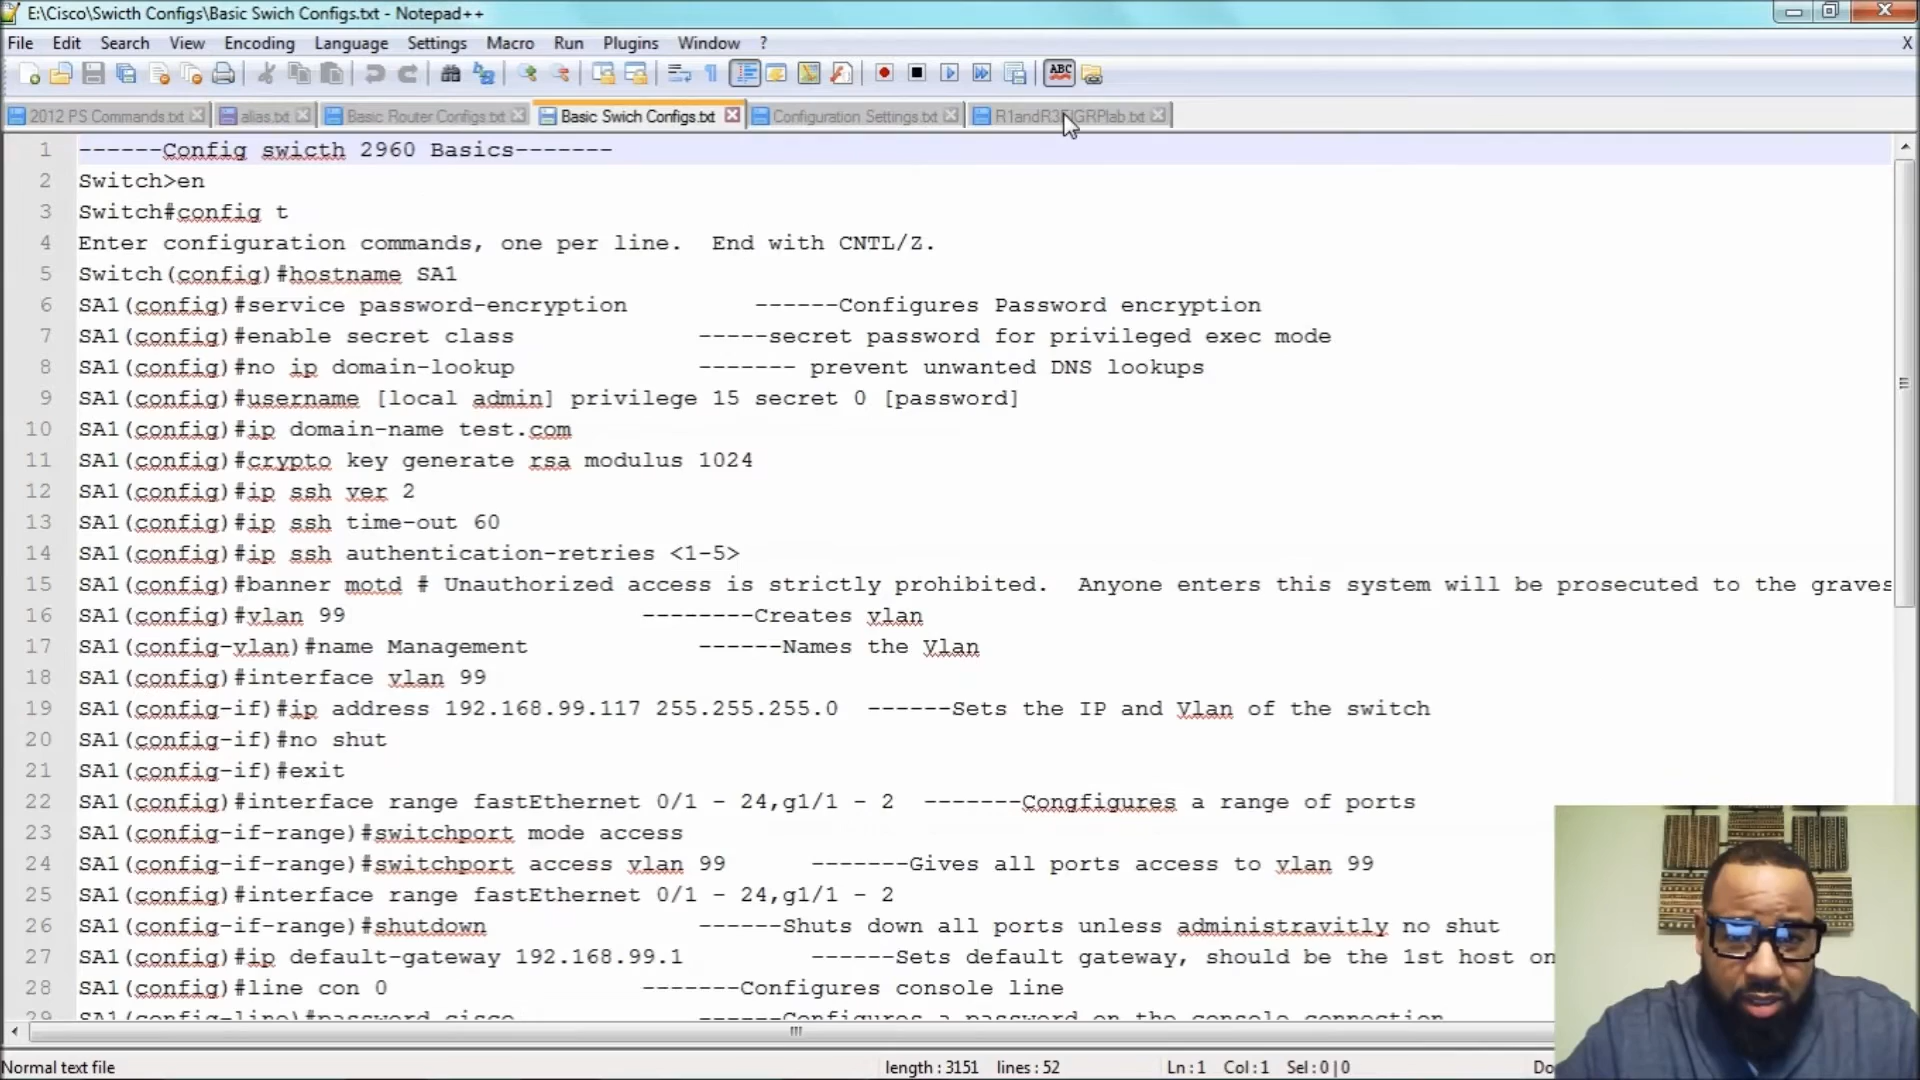 E:\Cisco\Swicth Configs\Basic Swich Configs.txt - Notepad++
File Edit Search View Encoding Language Settings Macro Run Plugins Window ? X
ABC
2012 PS Commands.txt alias.txt Basic Router Configs.txt Basic Swich Configs.txt Configuration Settings.txt R1andR3EIGRPlab.txt
1 ------Config swicth 2960 Basics-------
2 Switch>en
3 Switch#config t
4 Enter configuration commands, one per line.  End with CNTL/Z.
5 Switch(config)#hostname SA1
6 SA1(config)#service password-encryption ------Configures Password encryption
7 SA1(config)#enable secret class -----secret password for privileged exec mode
8 SA1(config)#no ip domain-lookup ------- prevent unwanted DNS lookups
9 SA1(config)#username [local admin] privilege 15 secret 0 [password]
10 SA1(config)#ip domain-name test.com
11 SA1(config)#crypto key generate rsa modulus 1024
12 SA1(config)#ip ssh ver 2
13 SA1(config)#ip ssh time-out 60
14 SA1(config)#ip ssh authentication-retries <1-5>
15 SA1(config)#banner motd # Unauthorized access is strictly prohibited.  Anyone enters this system will be prosecuted to the graves
16 SA1(config)#vlan 99 --------Creates vlan
17 SA1(config-vlan)#name Management ------Names the Vlan
18 SA1(config)#interface vlan 99
19 SA1(config-if)#ip address 192.168.99.117 255.255.255.0 ------Sets the IP and Vlan of the switch
20 SA1(config-if)#no shut
21 SA1(config-if)#exit
22 SA1(config)#interface range fastEthernet 0/1 - 24,g1/1 - 2 -------Congfigures a range of ports
23 SA1(config-if-range)#switchport mode access
24 SA1(config-if-range)#switchport access vlan 99 -------Gives all ports access to vlan 99
25 SA1(config)#interface range fastEthernet 0/1 - 24,g1/1 - 2
26 SA1(config-if-range)#shutdown ------Shuts down all ports unless administravitly no shut
27 SA1(config)#ip default-gateway 192.168.99.1 ------Sets default gateway, should be the 1st host on
28 SA1(config)#line con 0 -------Configures console line
29 SA1(config-line)#password cisco ------Configures a password on the console connection
Normal text file length : 3151 lines : 52 Ln : 1 Col : 1 Sel : 0 | 0 Do